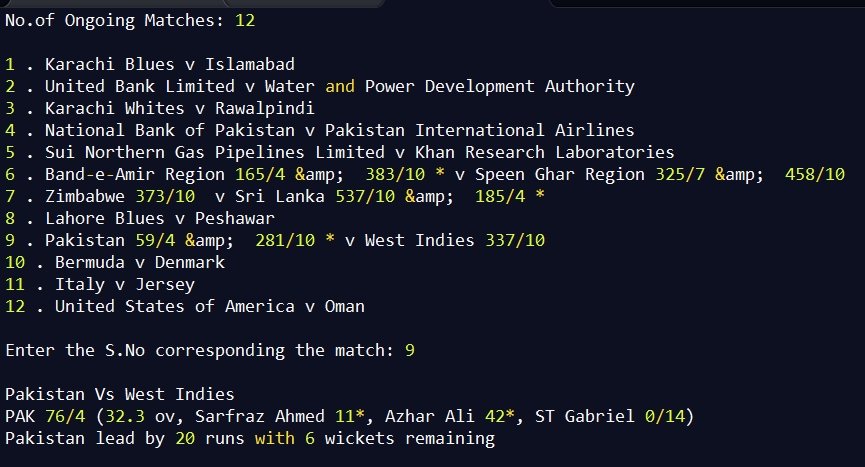 No.of Ongoing Matches: 12
1 . Karachi Blues v Islamabad
2 . United Bank Limited v Water and Power Development Authority
3 . Karachi Whites v Rawalpindi
4 . National Bank of Pakistan v Pakistan International Airlines
5 . Sui Northern Gas Pipelines Limited v Khan Research Laboratories
6 . Band-e-Amir Region 165/4 &amp;  383/10 * v Speen Ghar Region 325/7 &amp;  458/10
7 . Zimbabwe 373/10  v Sri Lanka 537/10 &amp;  185/4 *
8 . Lahore Blues v Peshawar
9 . Pakistan 59/4 &amp;  281/10 * v West Indies 337/10
10 . Bermuda v Denmark
11 . Italy v Jersey
12 . United States of America v Oman
Enter the S.No corresponding the match: 9
Pakistan Vs West Indies
PAK 76/4 (32.3 ov, Sarfraz Ahmed 11*, Azhar Ali 42*, ST Gabriel 0/14)
Pakistan lead by 20 runs with 6 wickets remaining